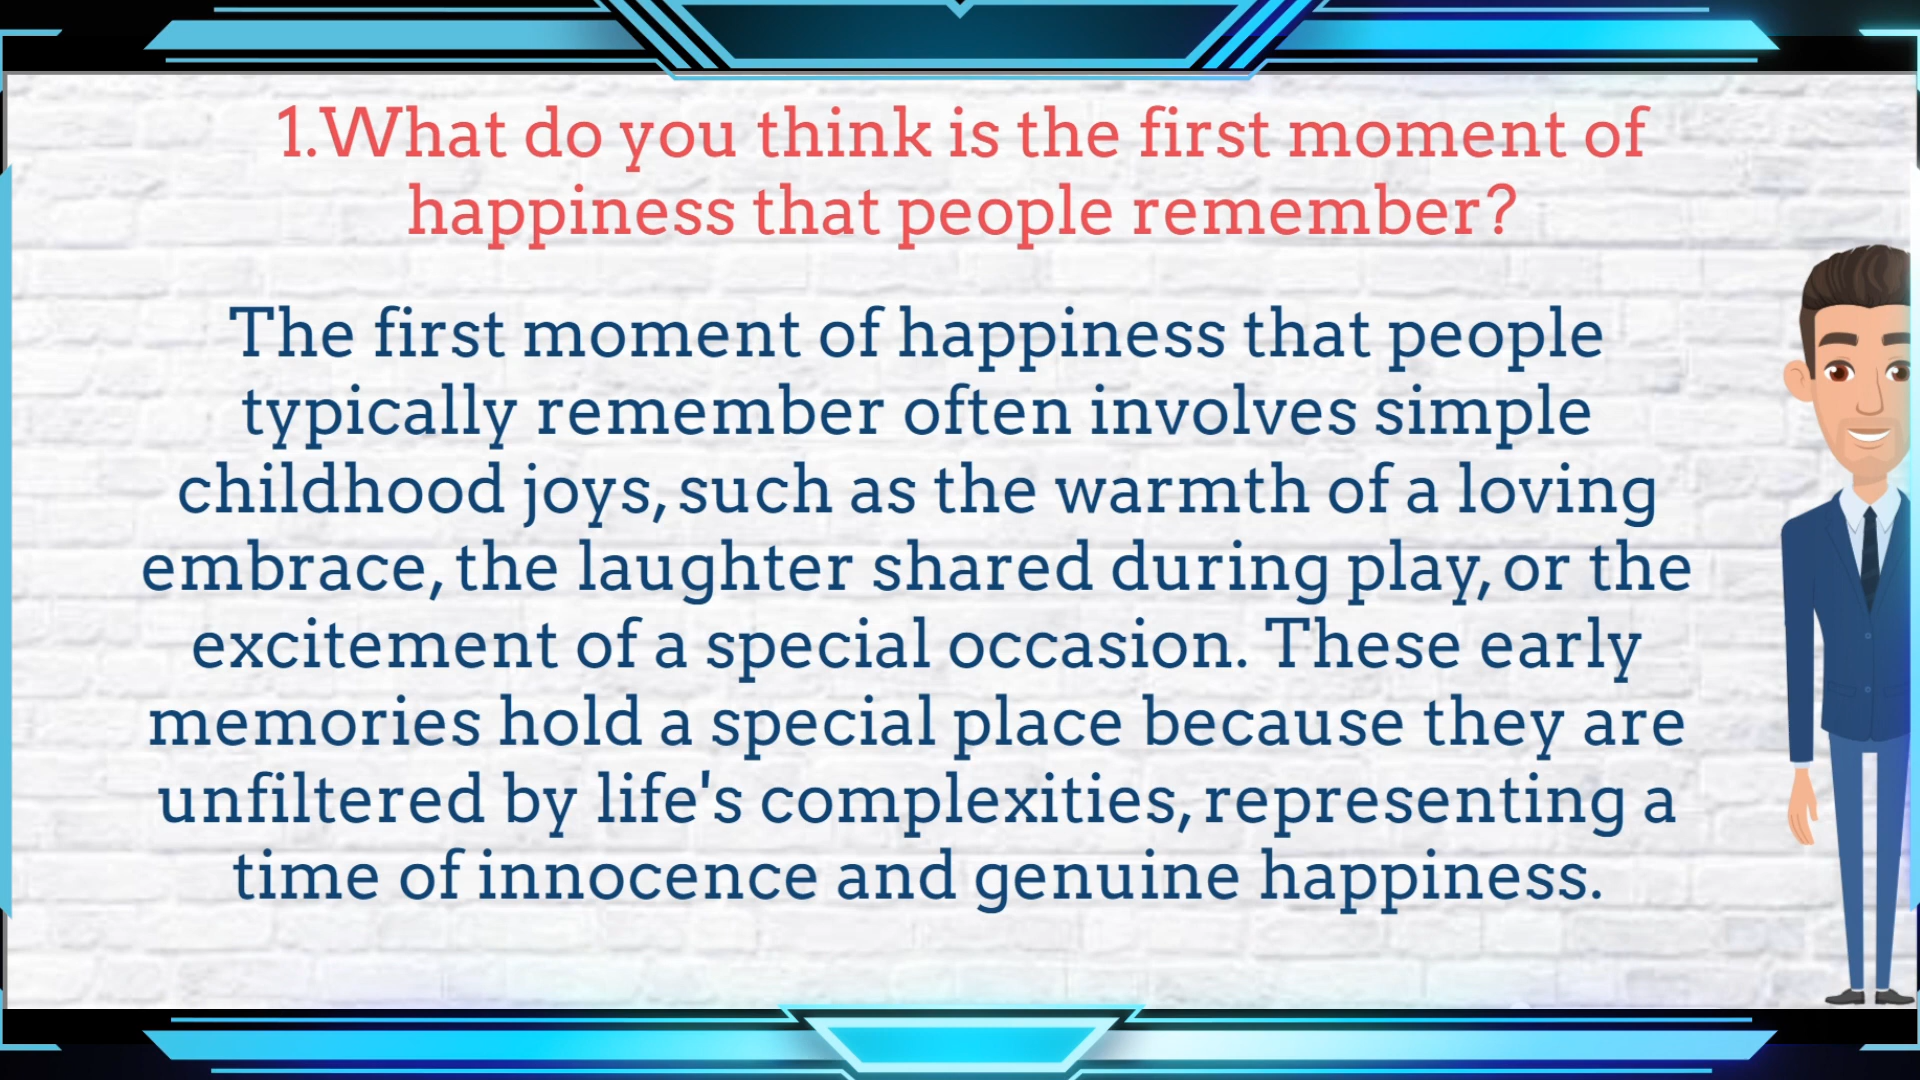 1.What do you think is the first moment of
happiness that people remember?
The first moment of happiness that people
typically remember often involves simple
childhood joys, such as the warmth of a loving
embrace, the laughter shared during play, or the
excitement of a special occasion. These early
memories hold a special place because they are
unfiltered by life's complexities, representing a
time of innocence and genuine happiness.